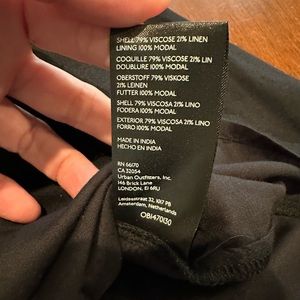 SHELL 79% VISCOSE 21% LINEN
LINING 100% MODAL
COQUILLE 79% VISCOSE 21% LIN
DOUBLURE 100% MODAL
OBERSTOFF 79% VISKOSE
21% LEINEN
FUTTER 100% MODAL
SHELL 79% VISCOSA 21% LINO
FODERA 100% MODAL
EXTERIOR 79% VISCOSA 21% LINO
FORRO 100% MODAL
MADE IN INDIA
HECHO EN INDIA
RN 66170
CA 32054
Urban Outfitters, Inc.
146 Brick Lane
LONDON, E1 6RU
Leidsestraat 32, 1017 PB
Amsterdam, Netherlands
OB1470130